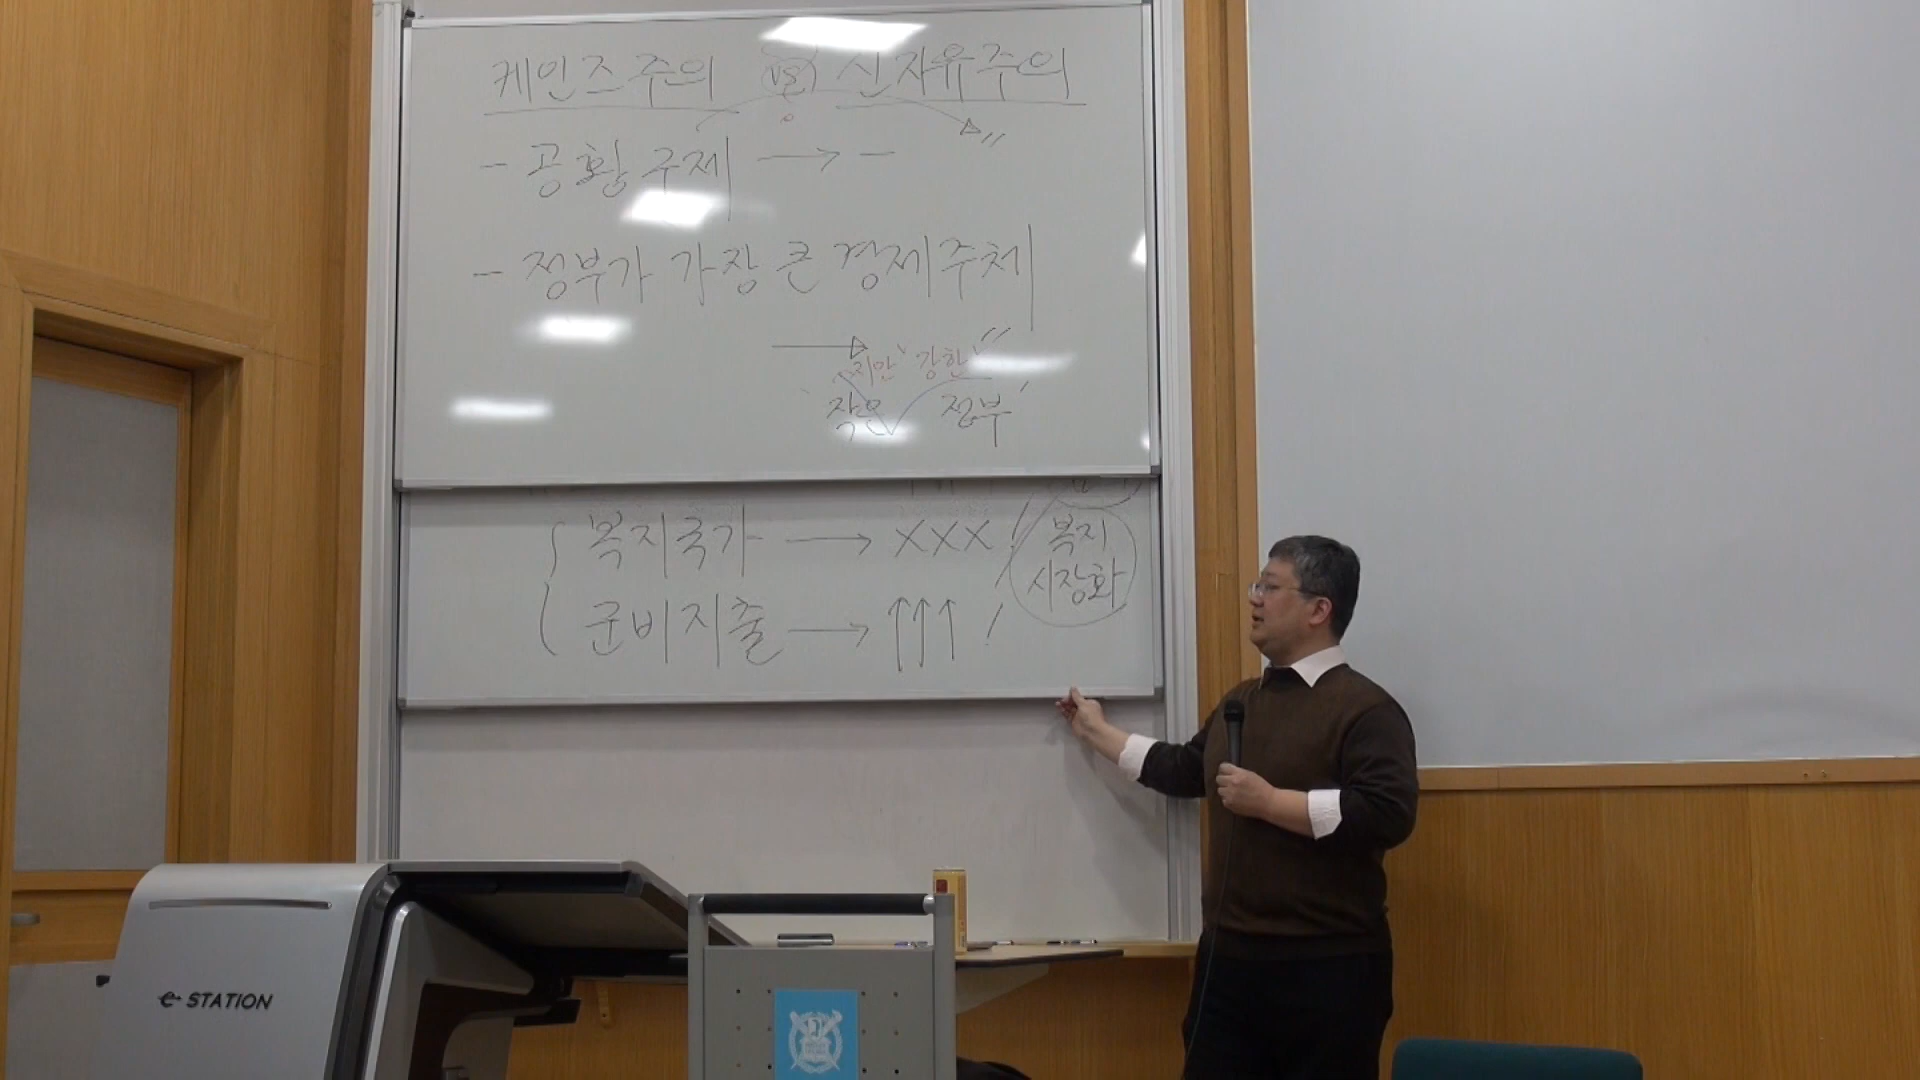 케인즈주의 vs 신자유주의
- 공황 구제 → -
- 정부가 가장 큰 경제주체
→
치안 강한
작은 정부
복지국가 → XXX
복지
시장화
군비지출 → ↑↑↑
e-STATION